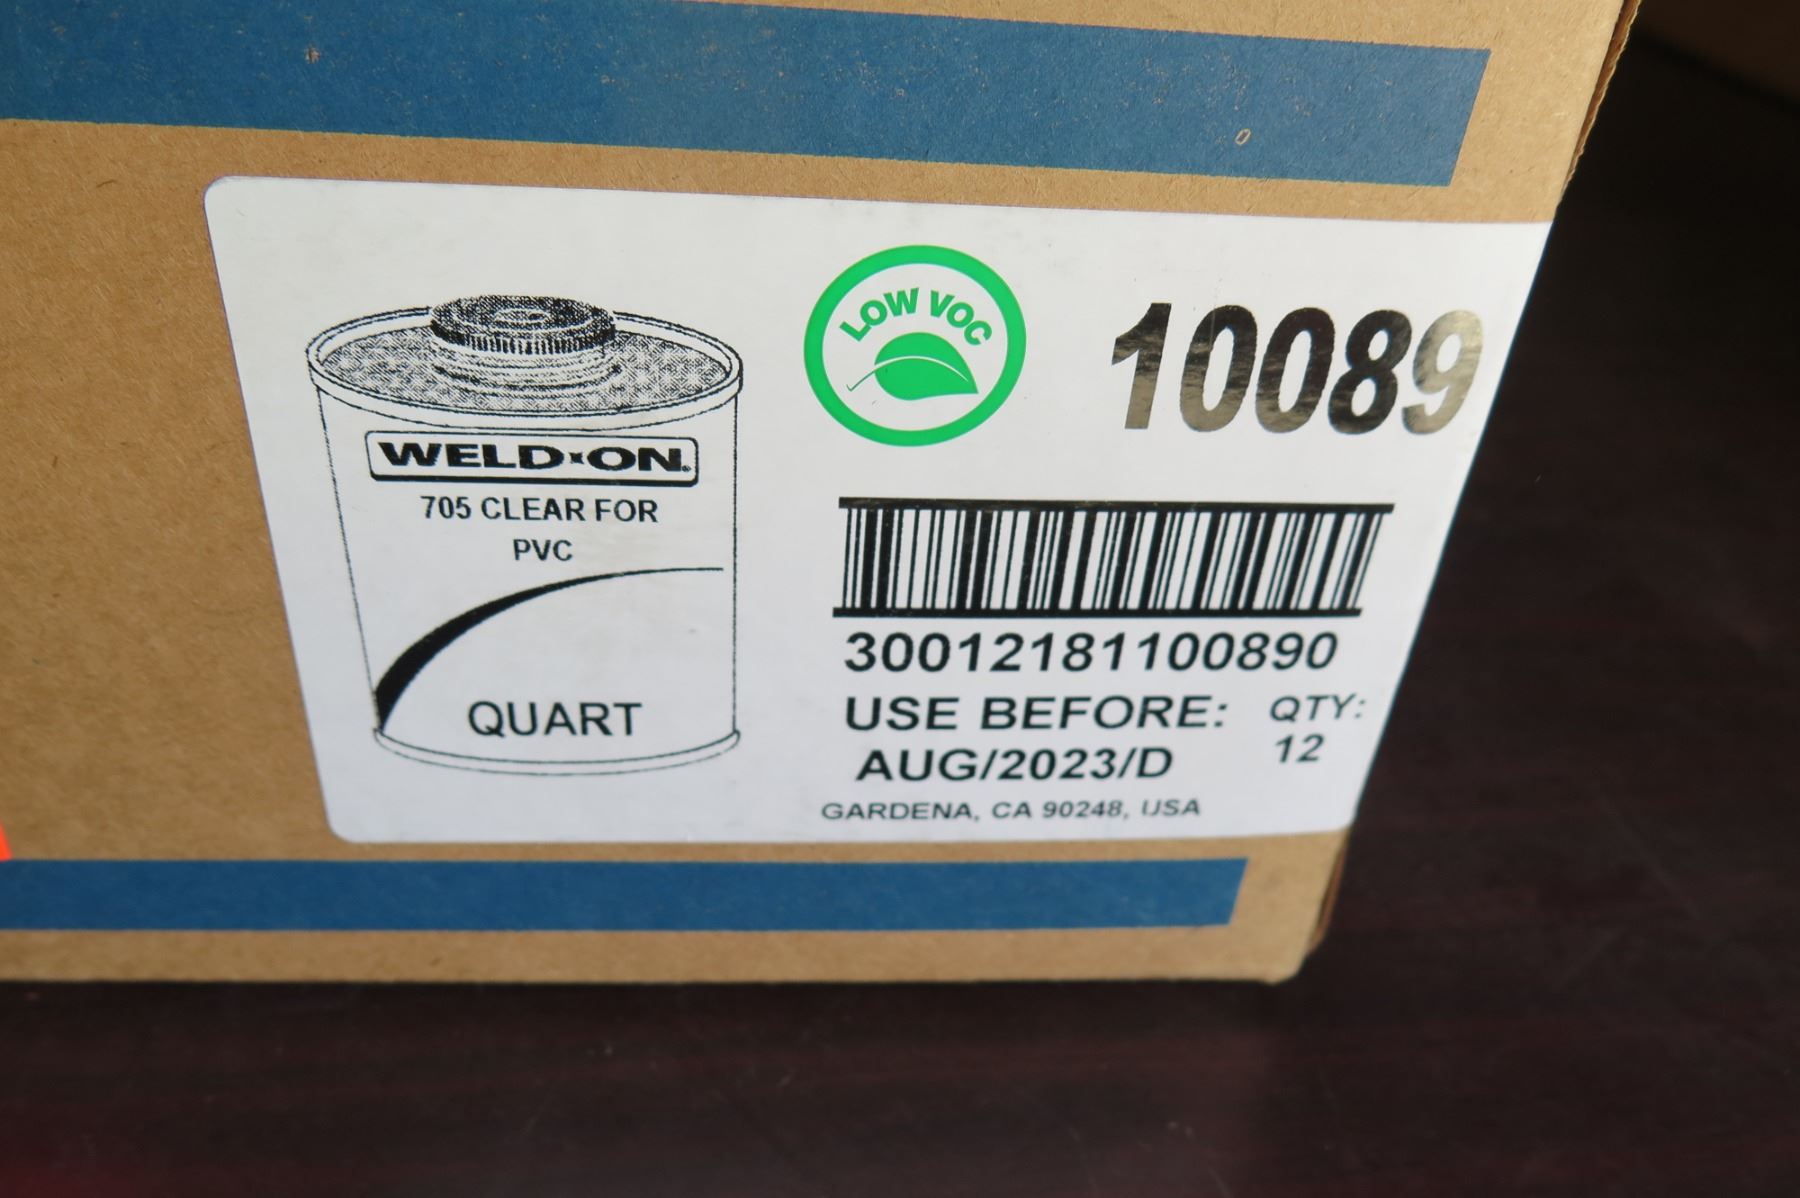 WELD-ON®
705 CLEAR FOR
PVC
QUART
LOW VOC
10089
30012181100890
USE BEFORE:
AUG/2023/D
QTY:
12
GARDENA, CA 90248, USA